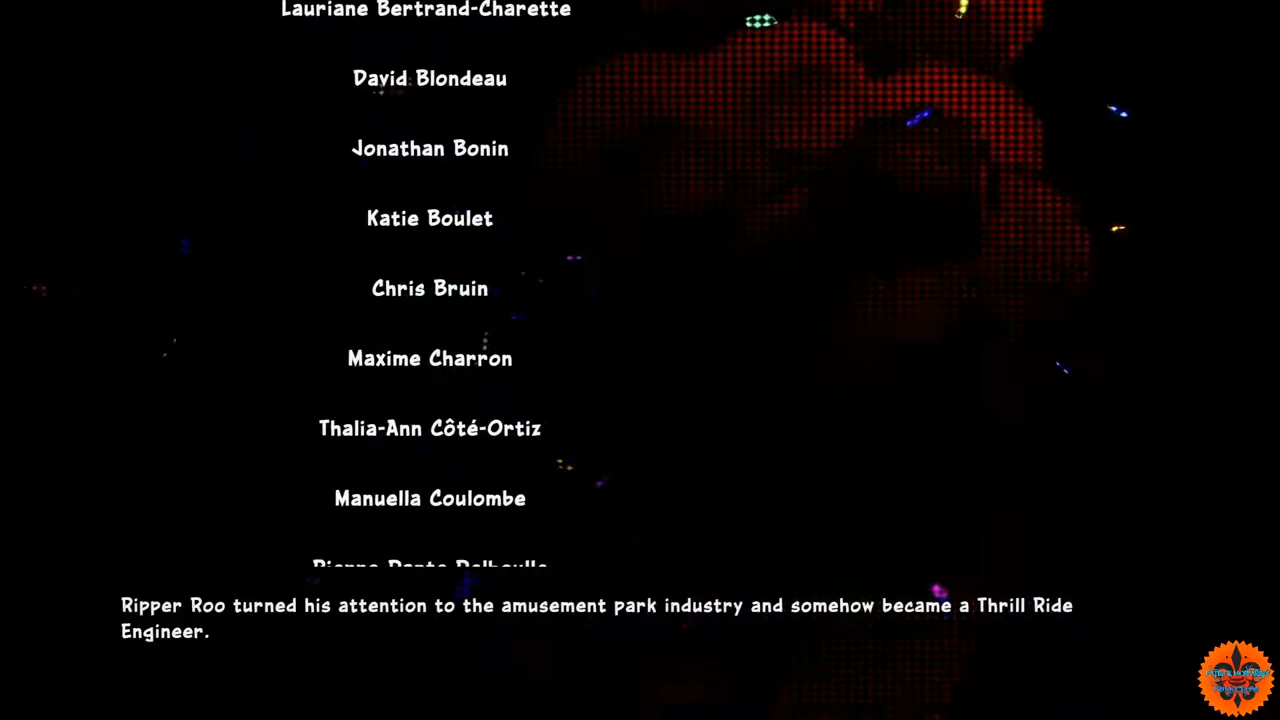 Lauriane Bertrand-Charette
David Blondeau
Jonathan Bonin
Katie Boulet
Chris Bruin
Maxime Charron
Thalia-Ann Côté-Ortiz
Manuella Coulombe
Ripper Roo turned his attention to the amusement park industry and somehow became a Thrill Ride
Engineer.